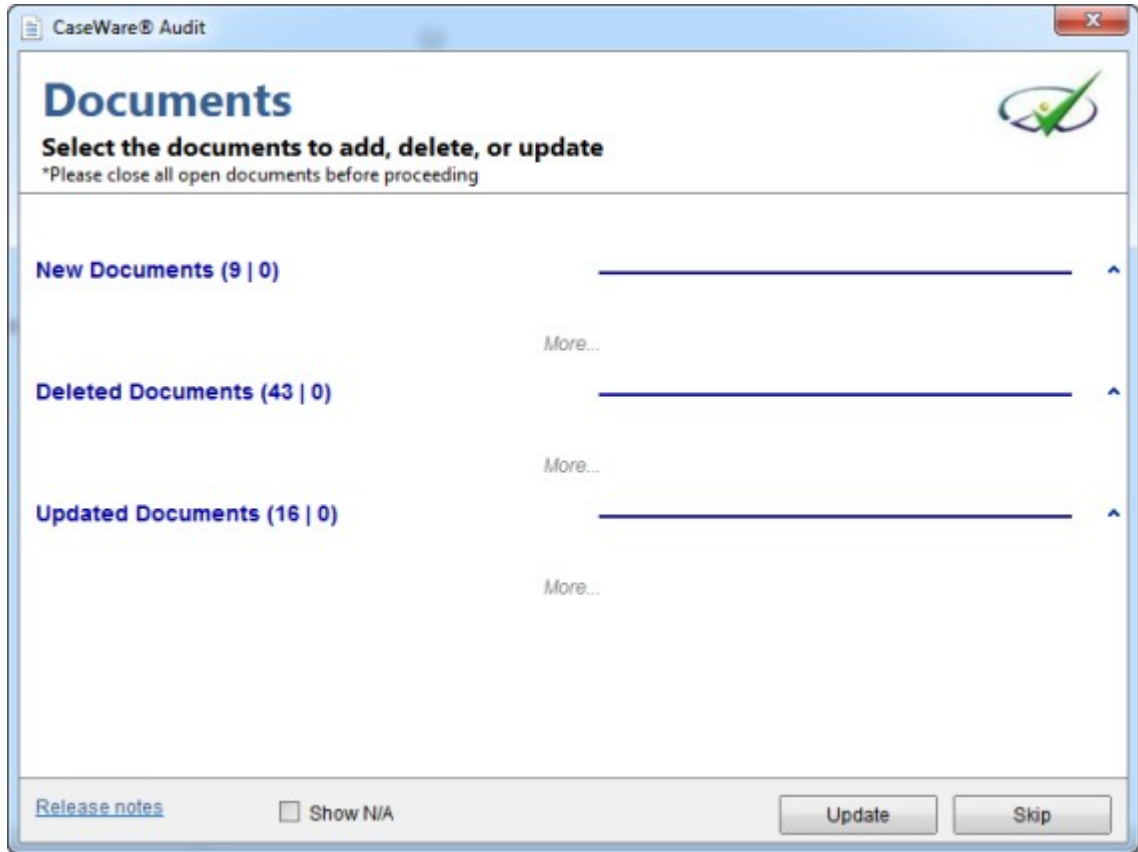 CaseWare® Audit
Documents
Select the documents to add, delete, or update
*Please close all open documents before proceeding
New Documents (9 | 0)
More...
Deleted Documents (43 | 0)
More...
Updated Documents (16 | 0)
More...
Release notes
Show N/A
Update
Skip